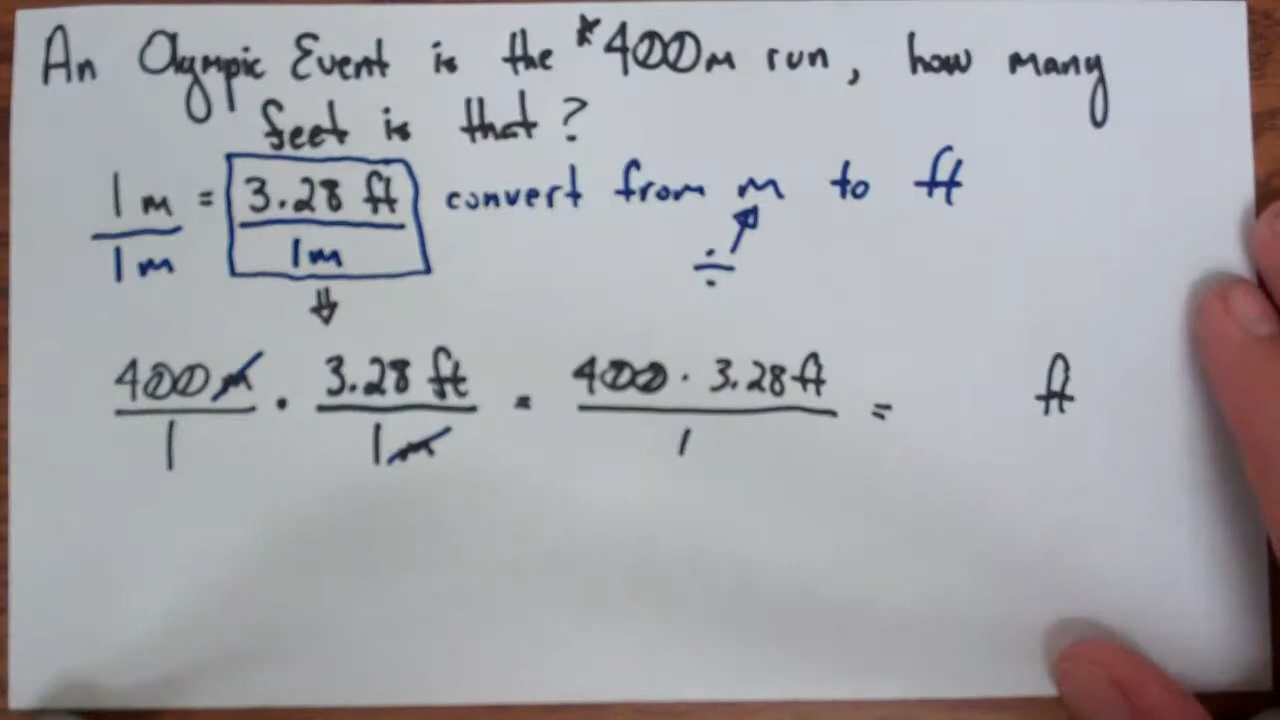 An Olympic Event is the *400m run, how many
feet is that?
1m/1m = 3.28 ft/1m convert from m to ft
÷
400m/1 · 3.28 ft/1m = 400 · 3.28 ft/1 = ft